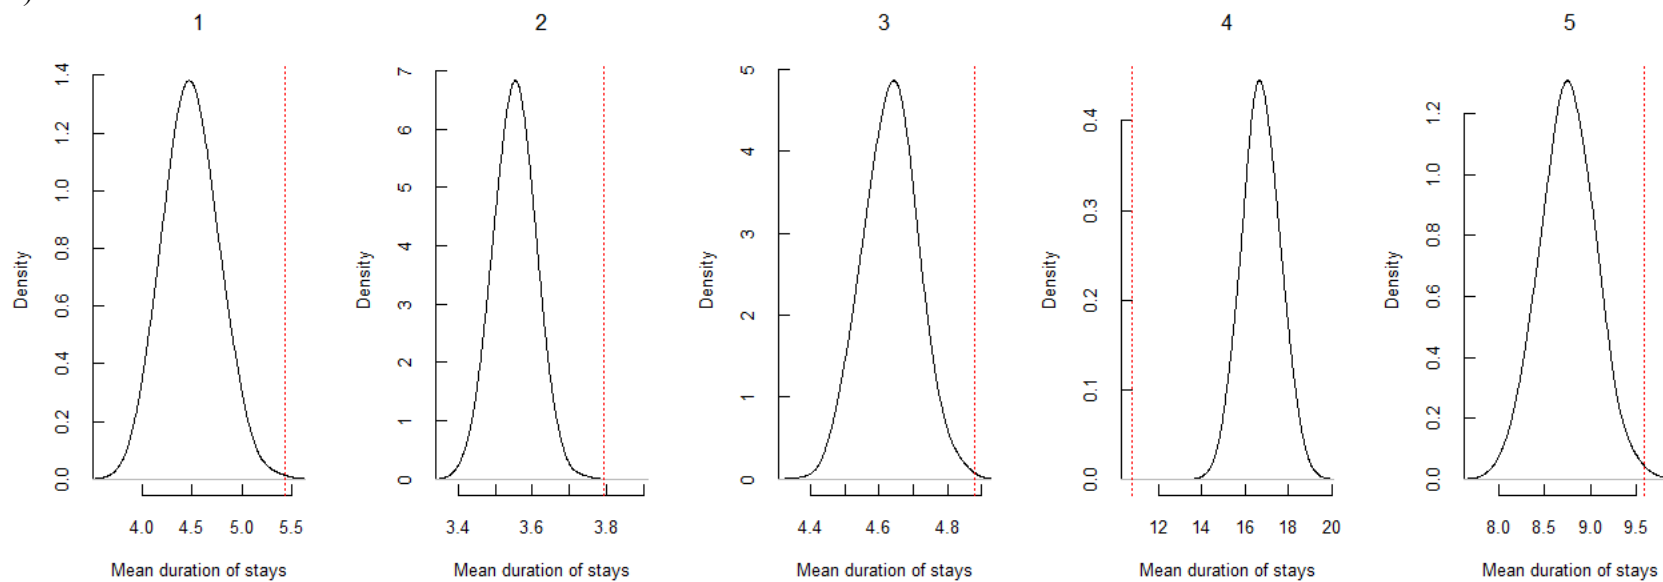 )
1 2 3 4 5
Density
0.0 0.2 0.4 0.6 0.8 1.0 1.2 1.4
4.0 4.5 5.0 5.5
Mean duration of stays
Density
0 1 2 3 4 5 6 7
3.4 3.6 3.8
Mean duration of stays
Density
0 1 2 3 4 5
4.4 4.6 4.8
Mean duration of stays
Density
0.0 0.1 0.2 0.3 0.4
12 14 16 18 20
Mean duration of stays
Density
0.0 0.2 0.4 0.6 0.8 1.0 1.2
8.0 8.5 9.0 9.5
Mean duration of stays